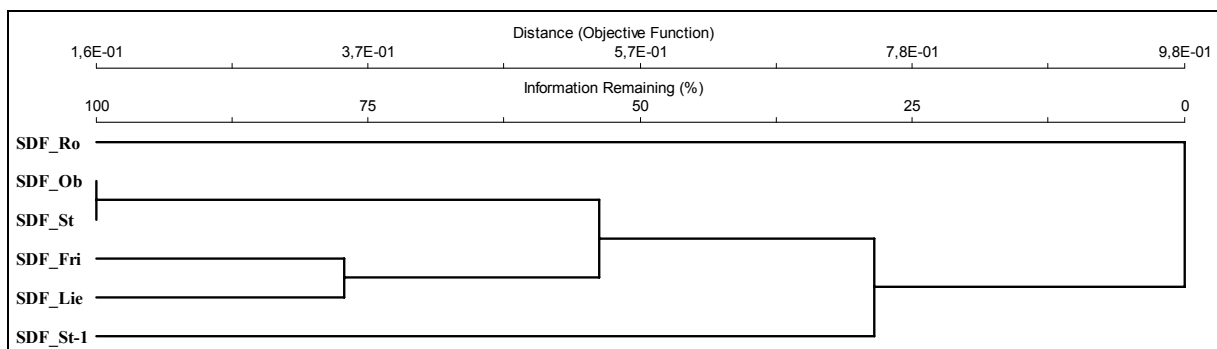 Distance (Objective Function)
1,6E-01 3,7E-01 5,7E-01 7,8E-01 9,8E-01
Information Remaining (%)
100 75 50 25 0
SDF_Ro
SDF_Ob
SDF_St
SDF_Fri
SDF_Lie
SDF_St-1